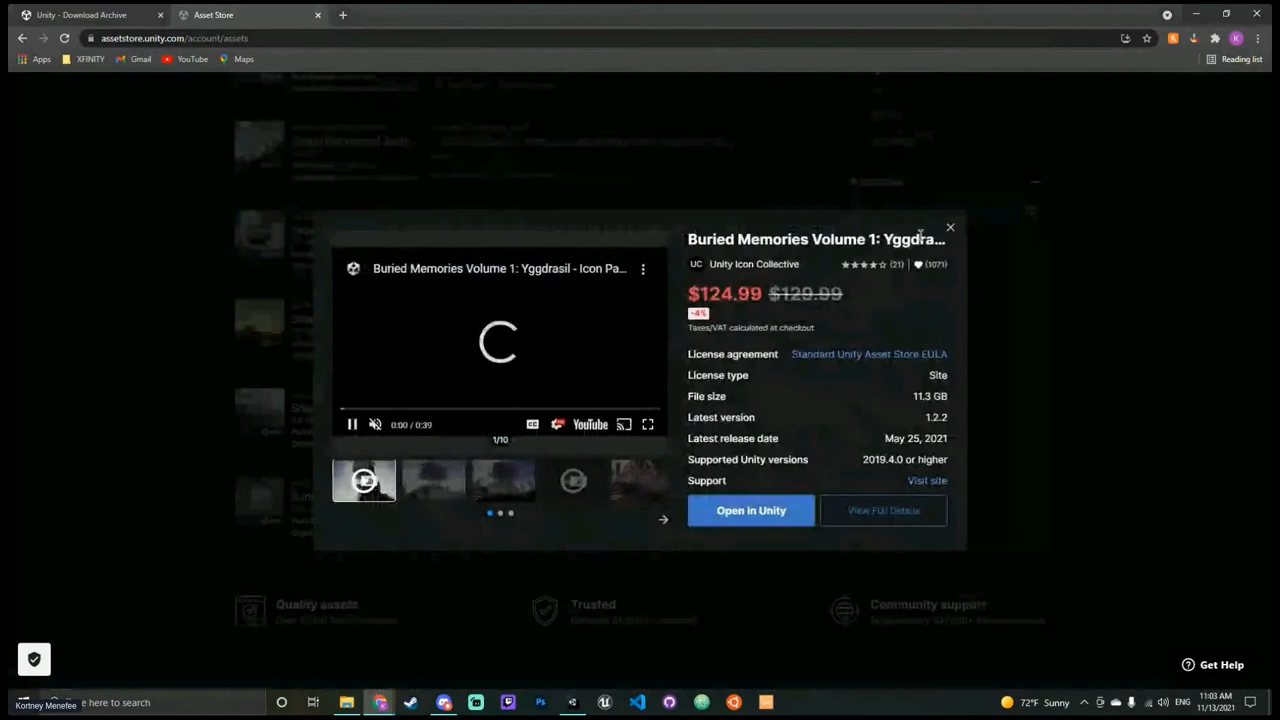 Unity - Download Archive
Asset Store
assetstore.unity.com/account/assets
Apps
XFINITY
Gmail
YouTube
Maps
Reading list
Buried Memories Volume 1: Yggdrasil - Icon Pa...
0:00 / 0:39
CC
YouTube
1/10
Buried Memories Volume 1: Yggdra...
UC Unity Icon Collective
(21) | (1071)
$124.99 $129.99
-4%
Taxes/VAT calculated at checkout
License agreement Standard Unity Asset Store EULA
License type Site
File size 11.3 GB
Latest version 1.2.2
Latest release date May 25, 2021
Supported Unity versions 2019.4.0 or higher
Support Visit site
Open in Unity
View Full Details
Quality assets
Trusted
Community support
Get Help
Kortney Menefee
here to search
72°F Sunny
ENG
11:03 AM
11/13/2021